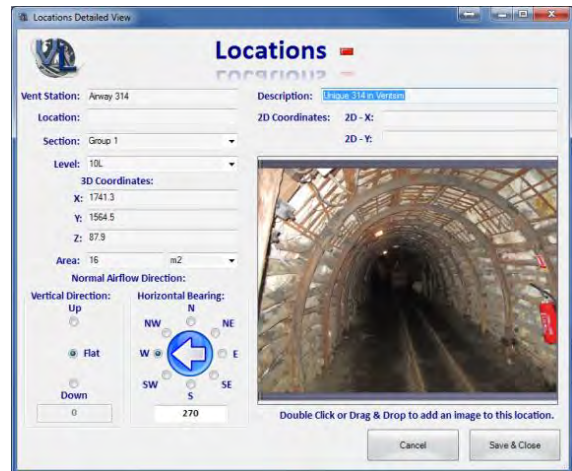 Locations Detailed View
VL
Locations
Vent Station: Airway 314
Description: Unique 314 in Ventsim
Location:
2D Coordinates: 2D - X:
2D - Y:
Section: Group 1
Level: 10L
3D Coordinates:
X: 1741.3
Y: 1564.5
Z: 87.9
Area: 16 m2
Normal Airflow Direction:
Vertical Direction:
Up
Flat
Down
0
Horizontal Bearing:
N
NW NE
W E
SW SE
S
270
Double Click or Drag & Drop to add an image to this location.
Cancel Save & Close